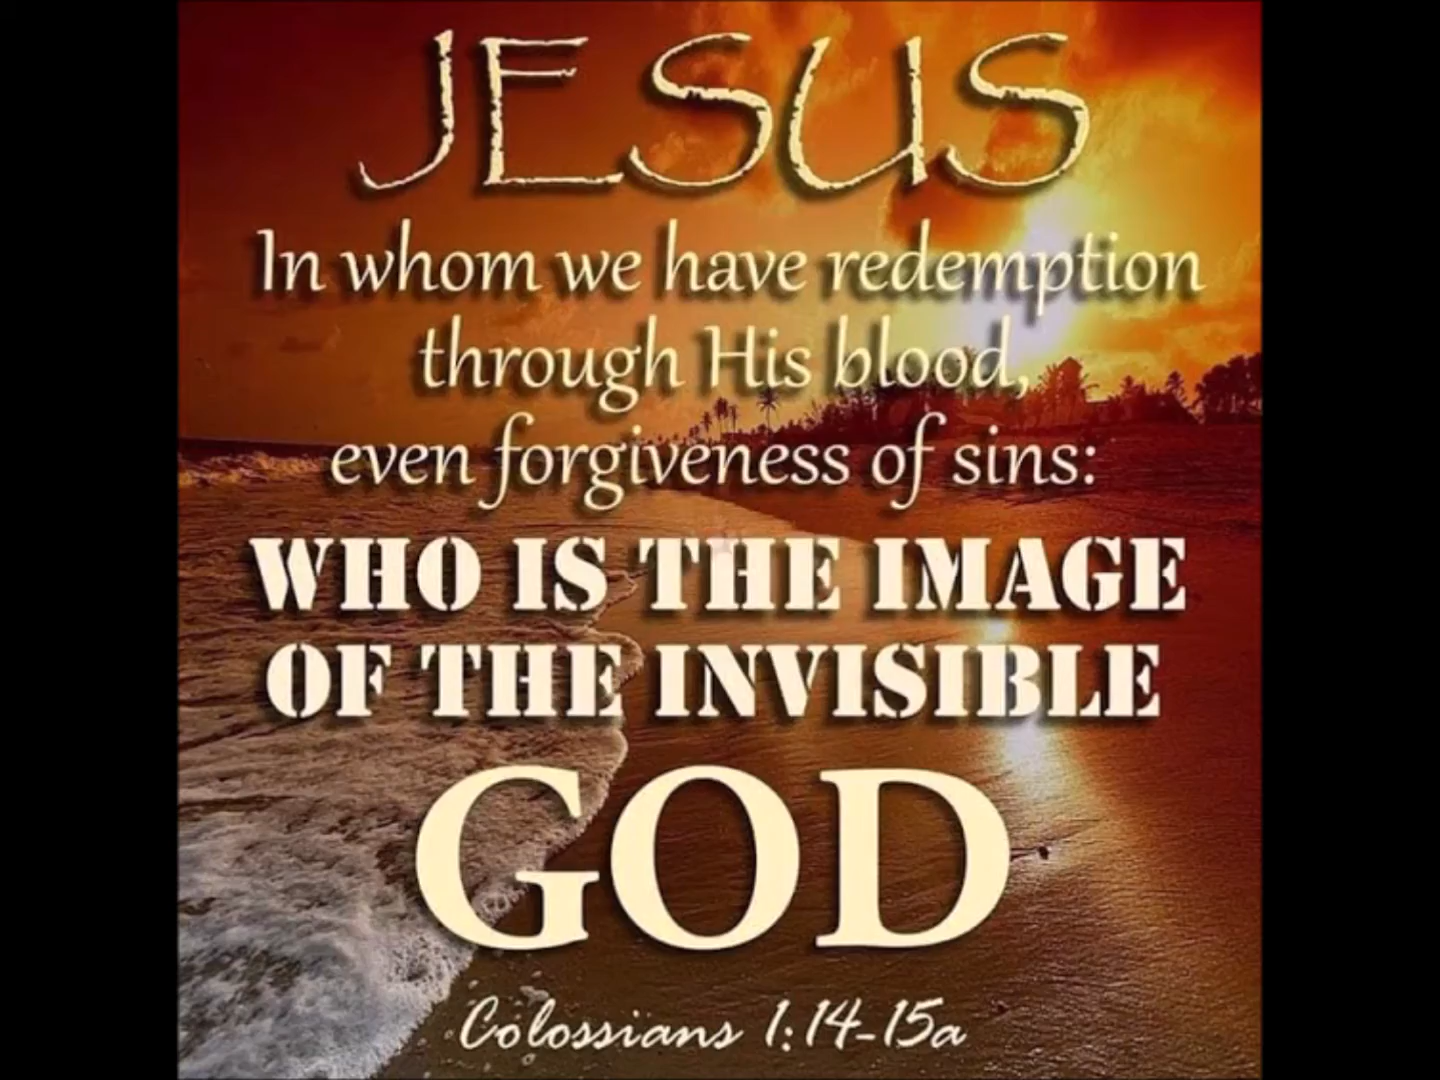 JESUS
In whom we have redemption
through His blood,
even forgiveness of sins:
WHO IS THE IMAGE
OF THE INVISIBLE
GOD
Colossians 1:14-15a